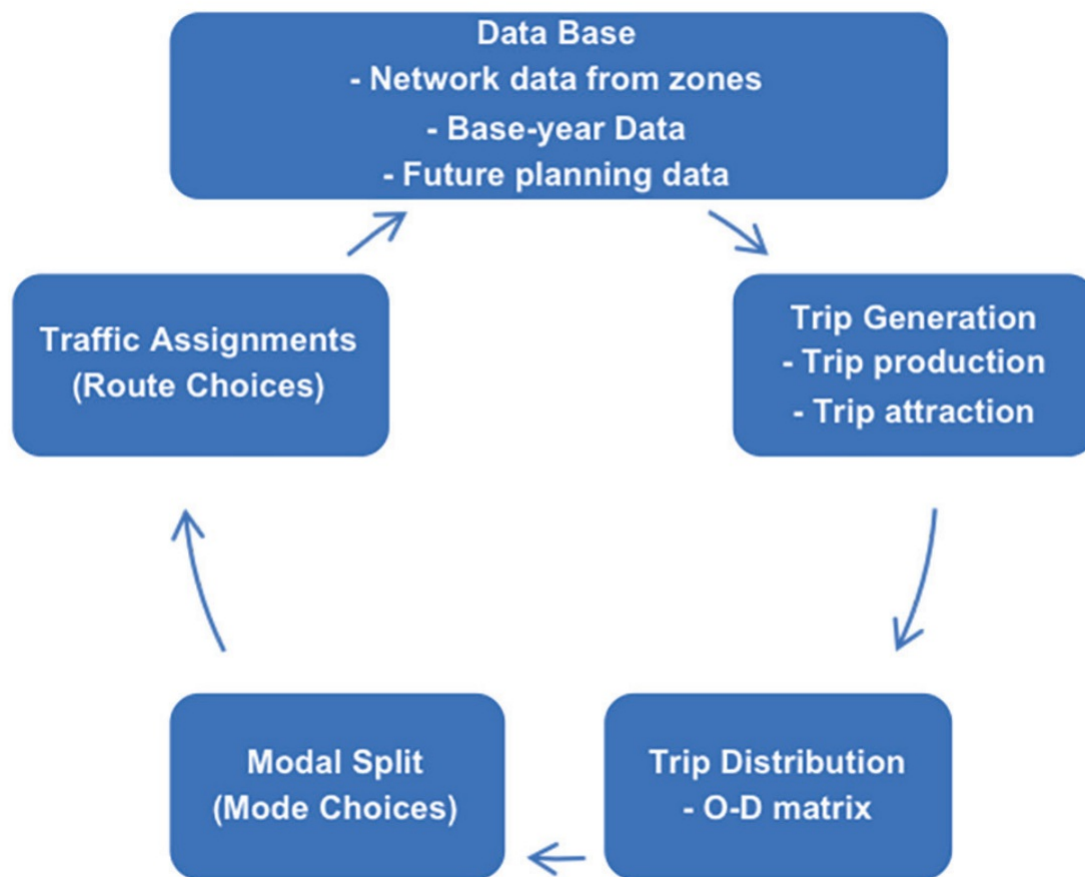 Data Base
- Network data from zones
- Base-year Data
- Future planning data
Trip Generation
- Trip production
- Trip attraction
Trip Distribution
- O-D matrix
Modal Split
(Mode Choices)
Traffic Assignments
(Route Choices)